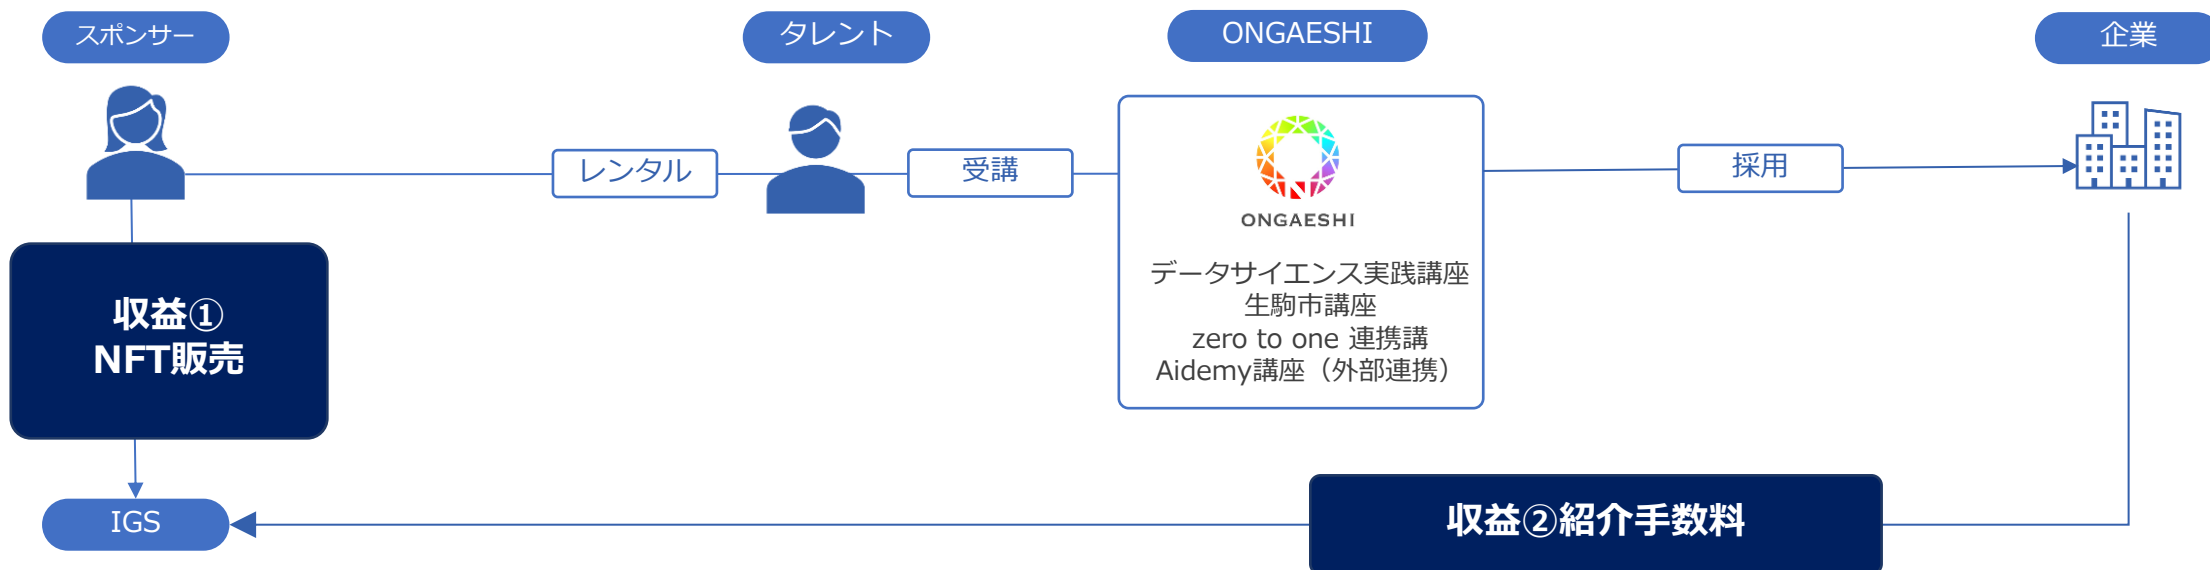 スポンサー
タレント
ONGAESHI
企業
レンタル
受講
採用
ONGAESHI
データサイエンス実践講座
生駒市講座
zero to one 連携講
Aidemy講座（外部連携）
収益①
NFT販売
IGS
収益②紹介手数料